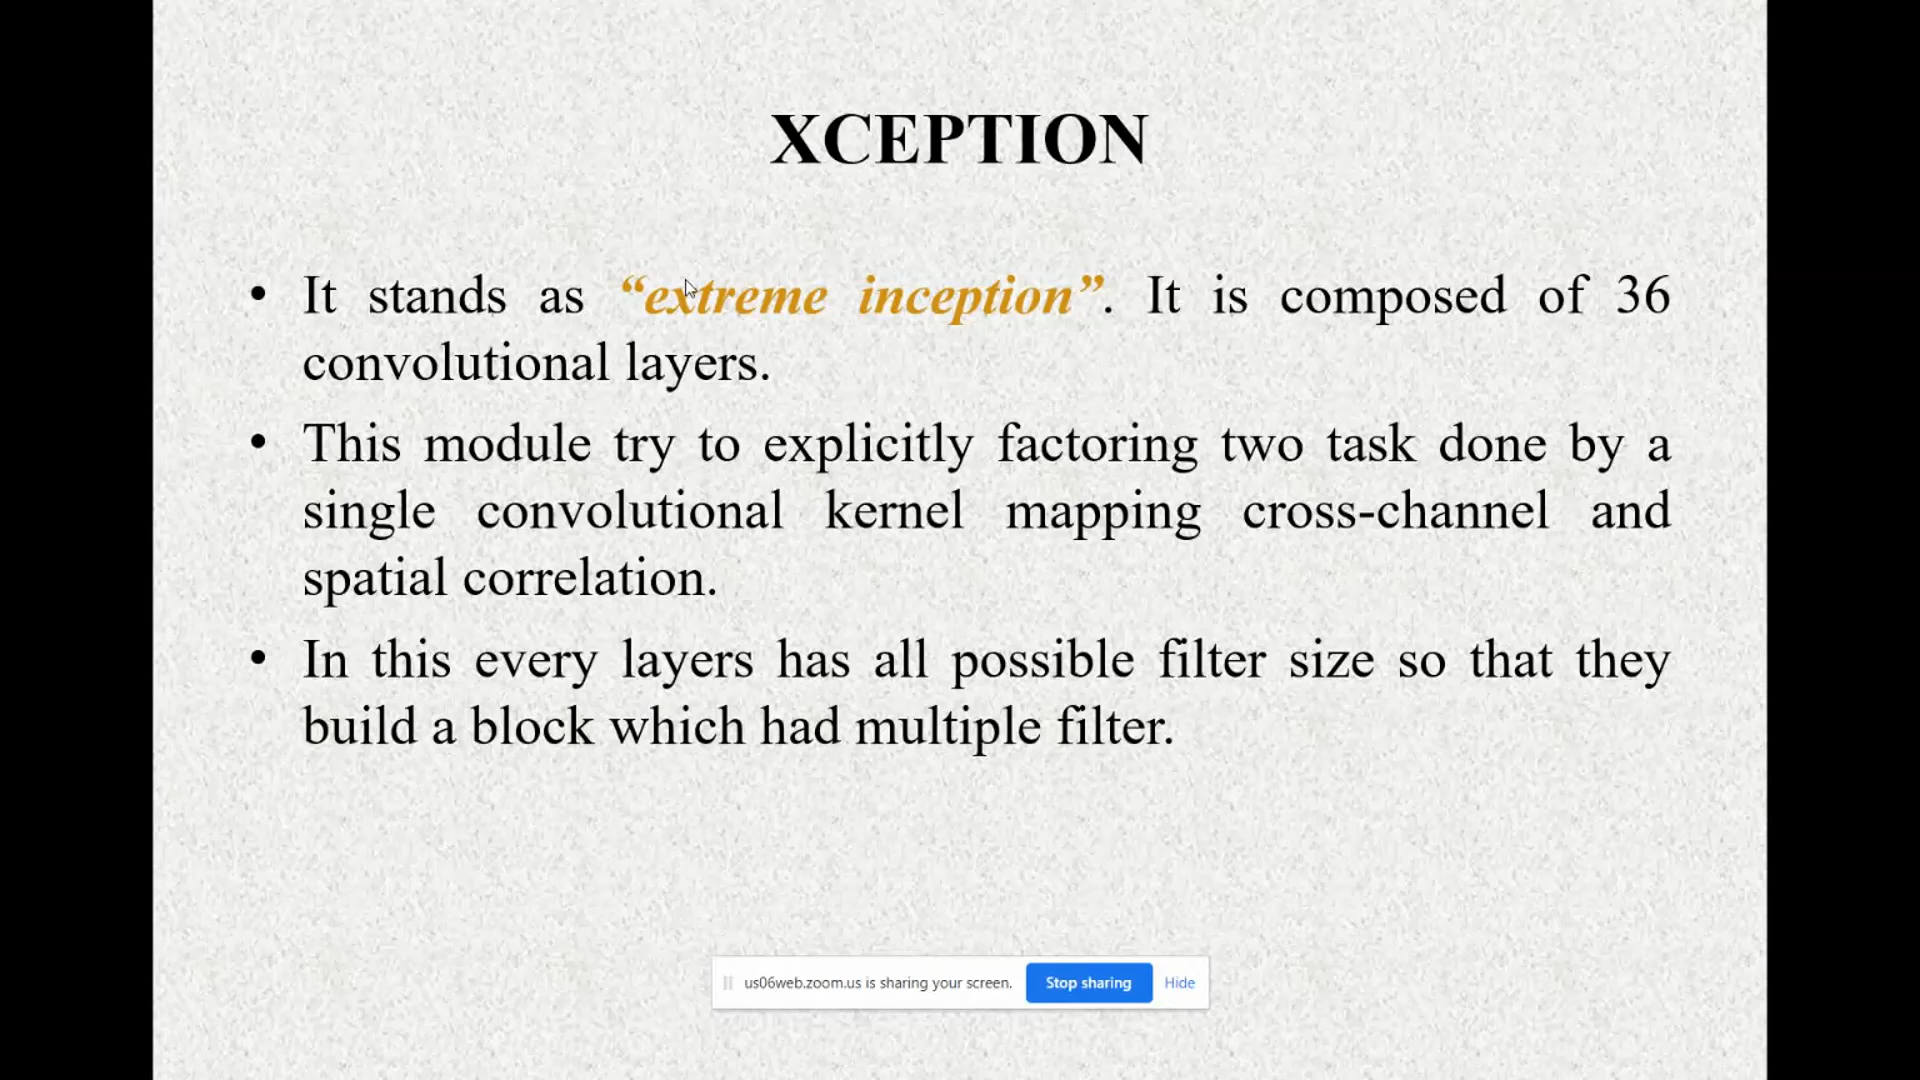 XCEPTION
• It stands as “extreme inception”. It is composed of 36
convolutional layers.
• This module try to explicitly factoring two task done by a
single convolutional kernel mapping cross-channel and
spatial correlation.
• In this every layers has all possible filter size so that they
build a block which had multiple filter.
us06web.zoom.us is sharing your screen. Stop sharing Hide